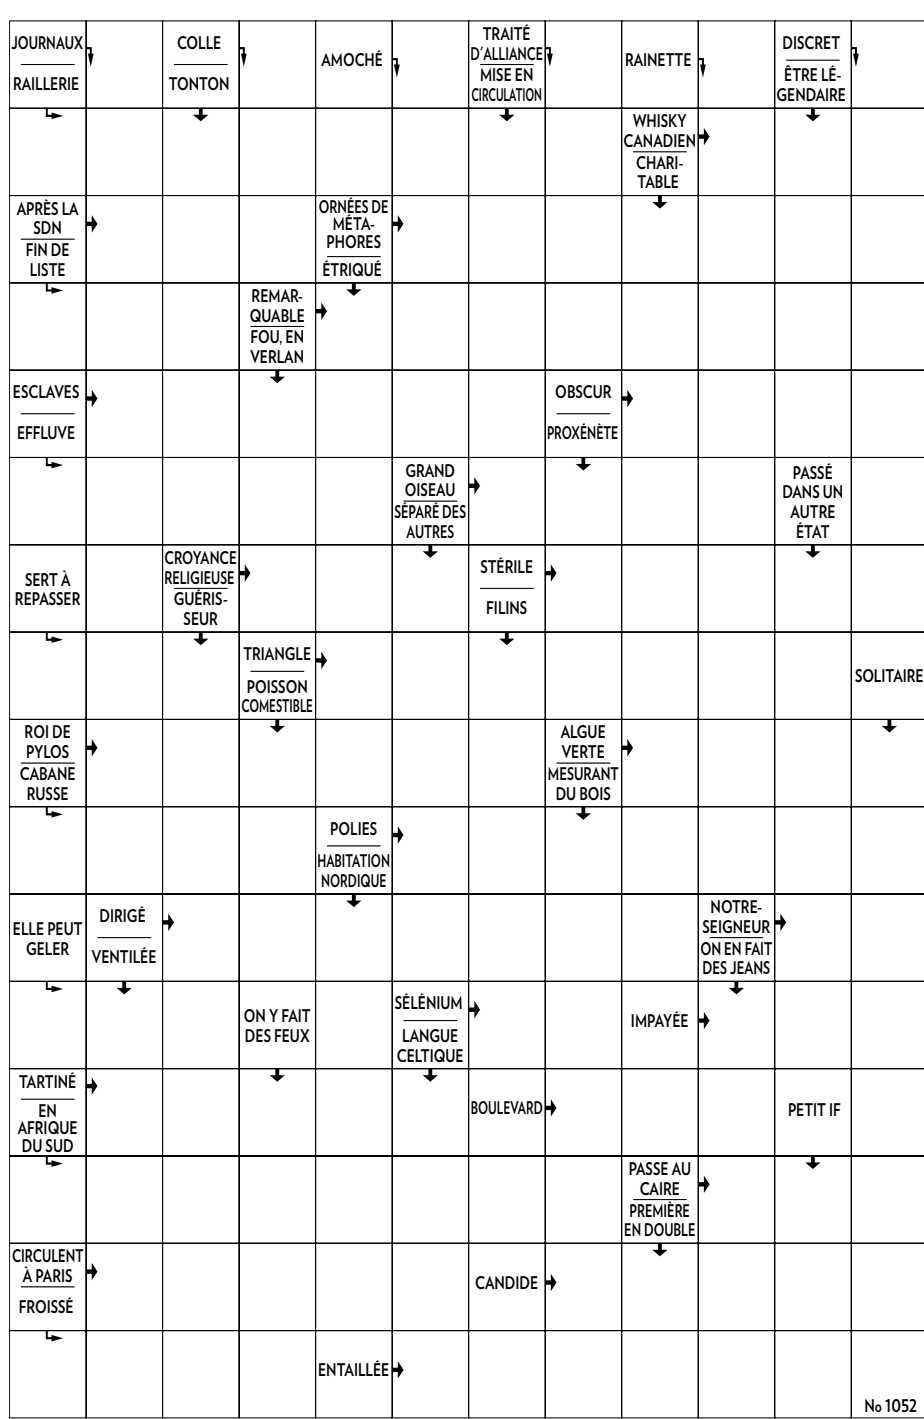 JOURNAUX
RAILLERIE
COLLE
TONTON
AMOCHÉ
TRAITÉ
D'ALLIANCE
MISE EN
CIRCULATION
RAINETTE
DISCRET
ÊTRE LÉ-
GENDAIRE
WHISKY
CANADIEN
CHARI-
TABLE
APRÈS LA
SDN
FIN DE
LISTE
ORNÉES DE
MÉTA-
PHORES
ÉTRIQUÉ
REMAR-
QUABLE
FOU, EN
VERLAN
ESCLAVES
EFFLUVE
OBSCUR
PROXÉNÈTE
GRAND
OISEAU
SÉPARÉ DES
AUTRES
PASSÉ
DANS UN
AUTRE
ÉTAT
SERT À
REPASSER
CROYANCE
RELIGIEUSE
GUÉRIS-
SEUR
STÉRILE
FILINS
TRIANGLE
POISSON
COMESTIBLE
SOLITAIRE
ROI DE
PYLOS
CABANE
RUSSE
ALGUE
VERTE
MESURANT
DU BOIS
POLIES
HABITATION
NORDIQUE
ELLE PEUT
GELER
DIRIGÉ
VENTILÉE
NOTRE-
SEIGNEUR
ON EN FAIT
DES JEANS
ON Y FAIT
DES FEUX
SÉLÉNIUM
LANGUE
CELTIQUE
IMPAYÉE
TARTINÉ
EN
AFRIQUE
DU SUD
BOULEVARD
PETIT IF
PASSE AU
CAIRE
PREMIÈRE
EN DOUBLE
CIRCULENT
À PARIS
FROISSÉ
CANDIDE
ENTAILLÉE
No 1052